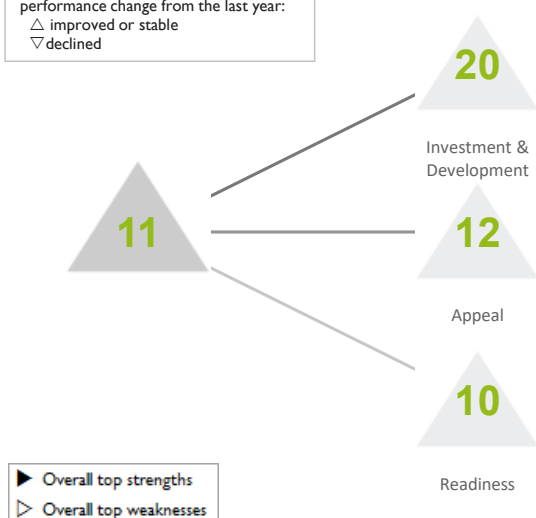 performance change from the last year:
△ improved or stable
▽ declined
20
Investment &
Development
11
12
Appeal
10
Readiness
▶ Overall top strengths
▷ Overall top weaknesses